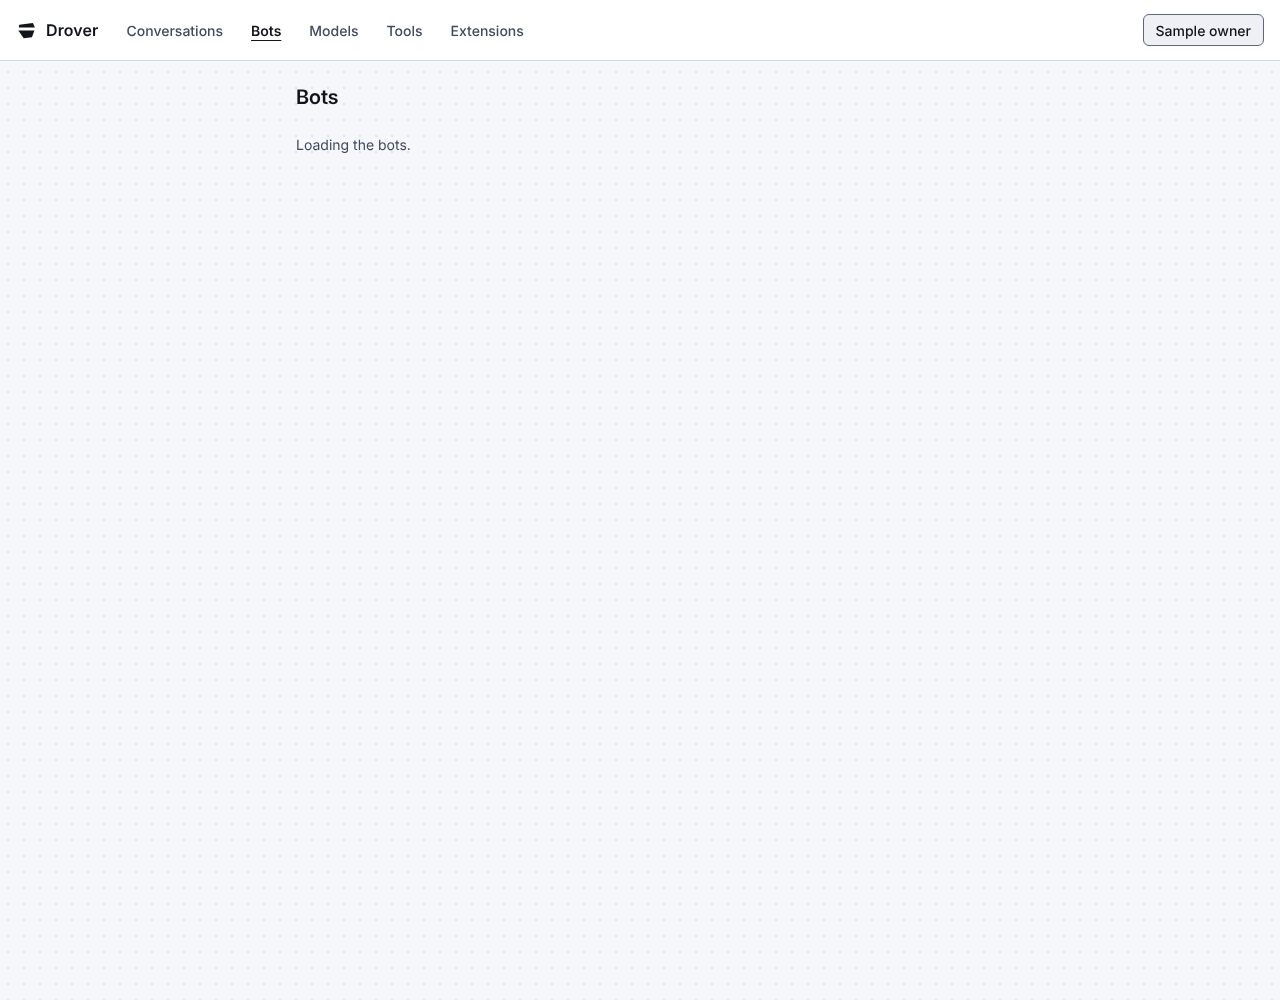 Drover Conversations Bots Models Tools Extensions Sample owner
Bots
Loading the bots.